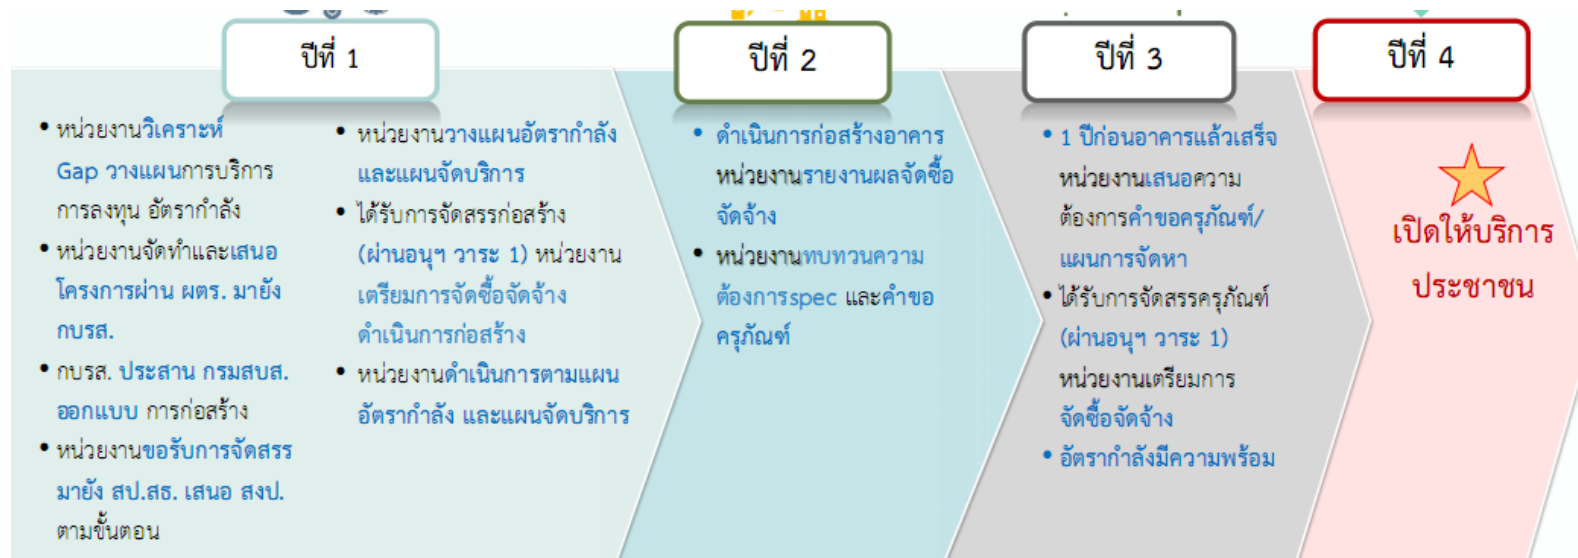 ปีที่ 1
• หน่วยงานวิเคราะห์
Gap วางแผนการบริการ
การลงทุน อัตรากำลัง
• หน่วยงานจัดทำและเสนอ
โครงการผ่าน ผตร. มายัง
กบรส.
• กบรส. ประสาน กรมสบส.
ออกแบบ การก่อสร้าง
• หน่วยงานขอรับการจัดสรร
มายัง สป.สธ. เสนอ สงป.
ตามขั้นตอน
• หน่วยงานวางแผนอัตรากำลัง
และแผนจัดบริการ
• ได้รับการจัดสรรก่อสร้าง
(ผ่านอนุฯ วาระ 1) หน่วยงาน
เตรียมการจัดซื้อจัดจ้าง
ดำเนินการก่อสร้าง
• หน่วยงานดำเนินการตามแผน
อัตรากำลัง และแผนจัดบริการ
ปีที่ 2
• ดำเนินการก่อสร้างอาคาร
หน่วยงานรายงานผลจัดซื้อ
จัดจ้าง
• หน่วยงานทบทวนความ
ต้องการspec และคำขอ
ครุภัณฑ์
ปีที่ 3
• 1 ปีก่อนอาคารแล้วเสร็จ
หน่วยงานเสนอความ
ต้องการคำขอครุภัณฑ์/
แผนการจัดหา
• ได้รับการจัดสรรครุภัณฑ์
(ผ่านอนุฯ วาระ 1)
หน่วยงานเตรียมการ
จัดซื้อจัดจ้าง
• อัตรากำลังมีความพร้อม
ปีที่ 4
เปิดให้บริการ
ประชาชน